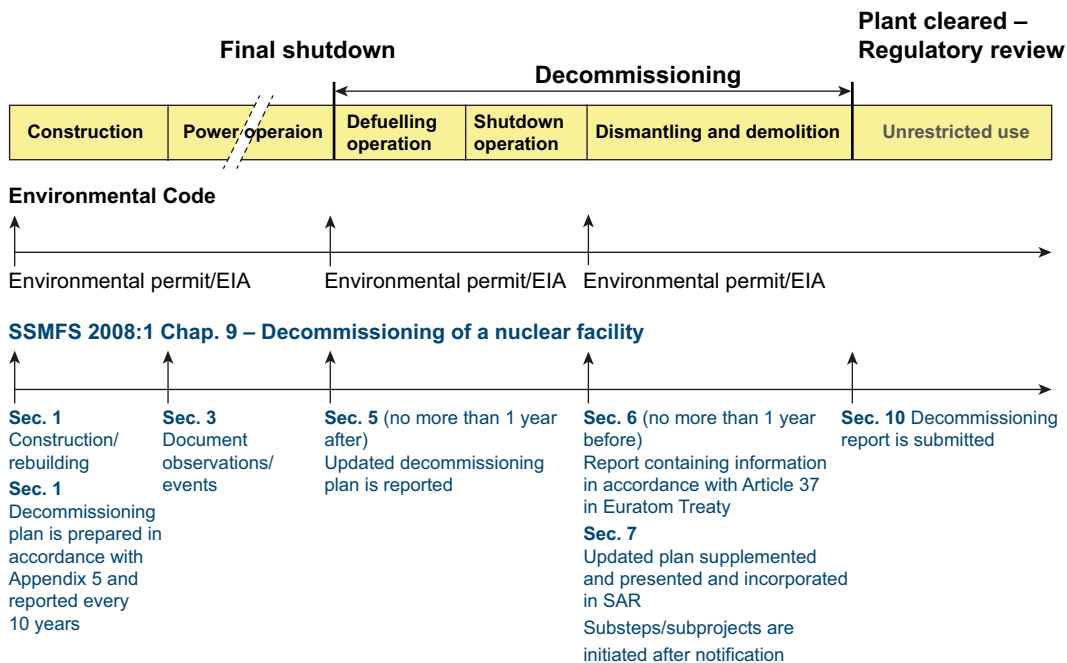 Plant cleared –
Regulatory review
Final shutdown
Decommissioning
Construction
Power operaion
Defuelling
operation
Shutdown
operation
Dismantling and demolition
Unrestricted use
Environmental Code
Environmental permit/EIA
Environmental permit/EIA
Environmental permit/EIA
SSMFS 2008:1 Chap. 9 – Decommissioning of a nuclear facility
Sec. 1
Construction/
rebuilding
Sec. 1
Decommissioning
plan is prepared in
accordance with
Appendix 5 and
reported every
10 years
Sec. 3
Document
observations/
events
Sec. 5 (no more than 1 year
after)
Updated decommissioning
plan is reported
Sec. 6 (no more than 1 year
before)
Report containing information
in accordance with Article 37
in Euratom Treaty
Sec. 7
Updated plan supplemented
and presented and incorporated
in SAR
Substeps/subprojects are
initiated after notification
Sec. 10 Decommissioning
report is submitted